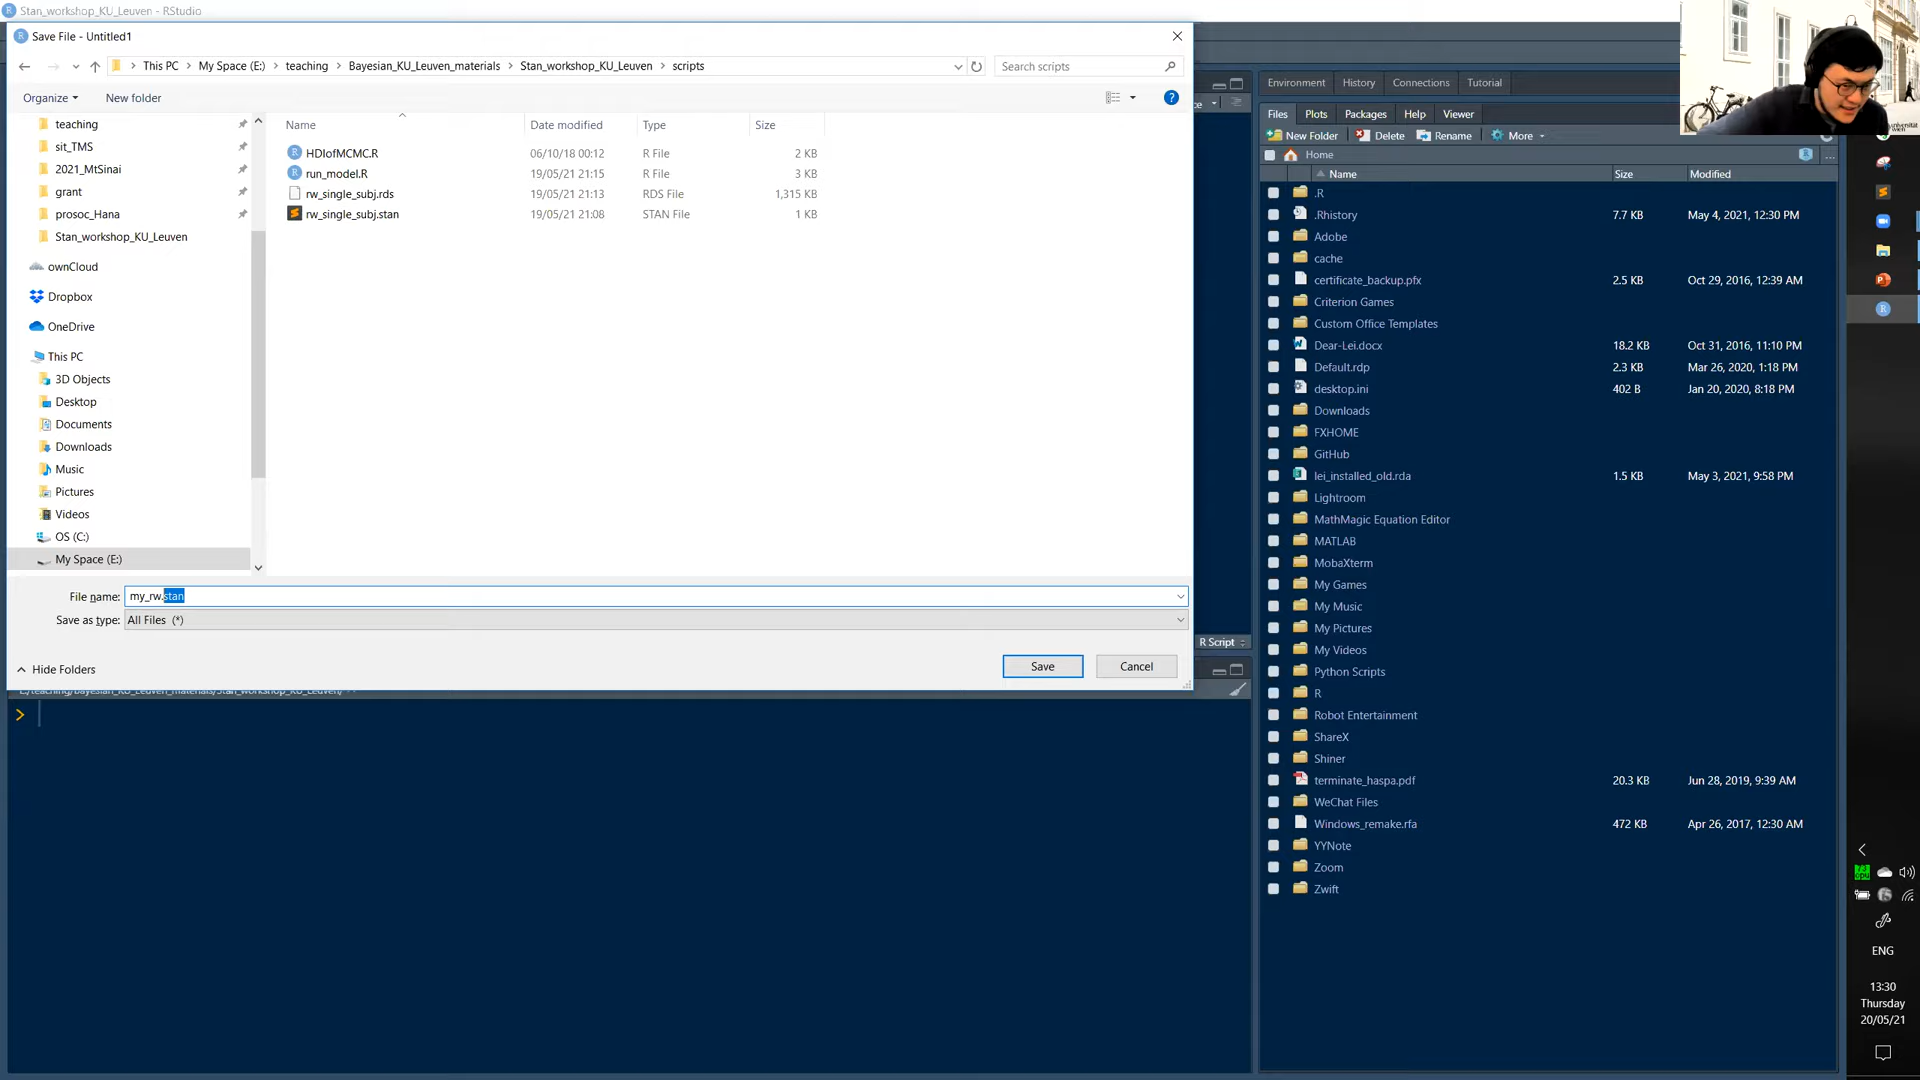 Stan_workshop_KU_Leuven - RStudio
Save File - Untitled1
This PC > My Space (E:) > teaching > Bayesian_KU_Leuven_materials > Stan_workshop_KU_Leuven > scripts
Search scripts
Organize
New folder
Name Date modified Type Size
HDIofMCMC.R 06/10/18 00:12 R File 2 KB
run_model.R 19/05/21 21:15 R File 3 KB
rw_single_subj.rds 19/05/21 21:13 RDS File 1,315 KB
rw_single_subj.stan 19/05/21 21:08 STAN File 1 KB
teaching
sit_TMS
2021_MtSinai
grant
prosoc_Hana
Stan_workshop_KU_Leuven
ownCloud
Dropbox
OneDrive
This PC
3D Objects
Desktop
Documents
Downloads
Music
Pictures
Videos
OS (C:)
My Space (E:)
File name: my_rw.stan
Save as type: All Files (*)
Hide Folders
Save
Cancel
R Script
E:/teaching/Bayesian_KU_Leuven_materials/Stan_workshop_KU_Leuven/
>
Environment History Connections Tutorial
Files Plots Packages Help Viewer
New Folder Delete Rename More
Home
Name Size Modified
.R
.Rhistory 7.7 KB May 4, 2021, 12:30 PM
Adobe
cache
certificate_backup.pfx 2.5 KB Oct 29, 2016, 12:39 AM
Criterion Games
Custom Office Templates
Dear-Lei.docx 18.2 KB Oct 31, 2016, 11:10 PM
Default.rdp 2.3 KB Mar 26, 2020, 1:18 PM
desktop.ini 402 B Jan 20, 2020, 8:18 PM
Downloads
FXHOME
GitHub
lei_installed_old.rda 1.5 KB May 3, 2021, 9:58 PM
Lightroom
MathMagic Equation Editor
MATLAB
MobaXterm
My Games
My Music
My Pictures
My Videos
Python Scripts
R
Robot Entertainment
ShareX
Shiner
terminate_haspa.pdf 20.3 KB Jun 28, 2019, 9:39 AM
WeChat Files
Windows_remake.rfa 472 KB Apr 26, 2017, 12:30 AM
YYNote
Zoom
Zwift
ENG
13:30
Thursday
20/05/21